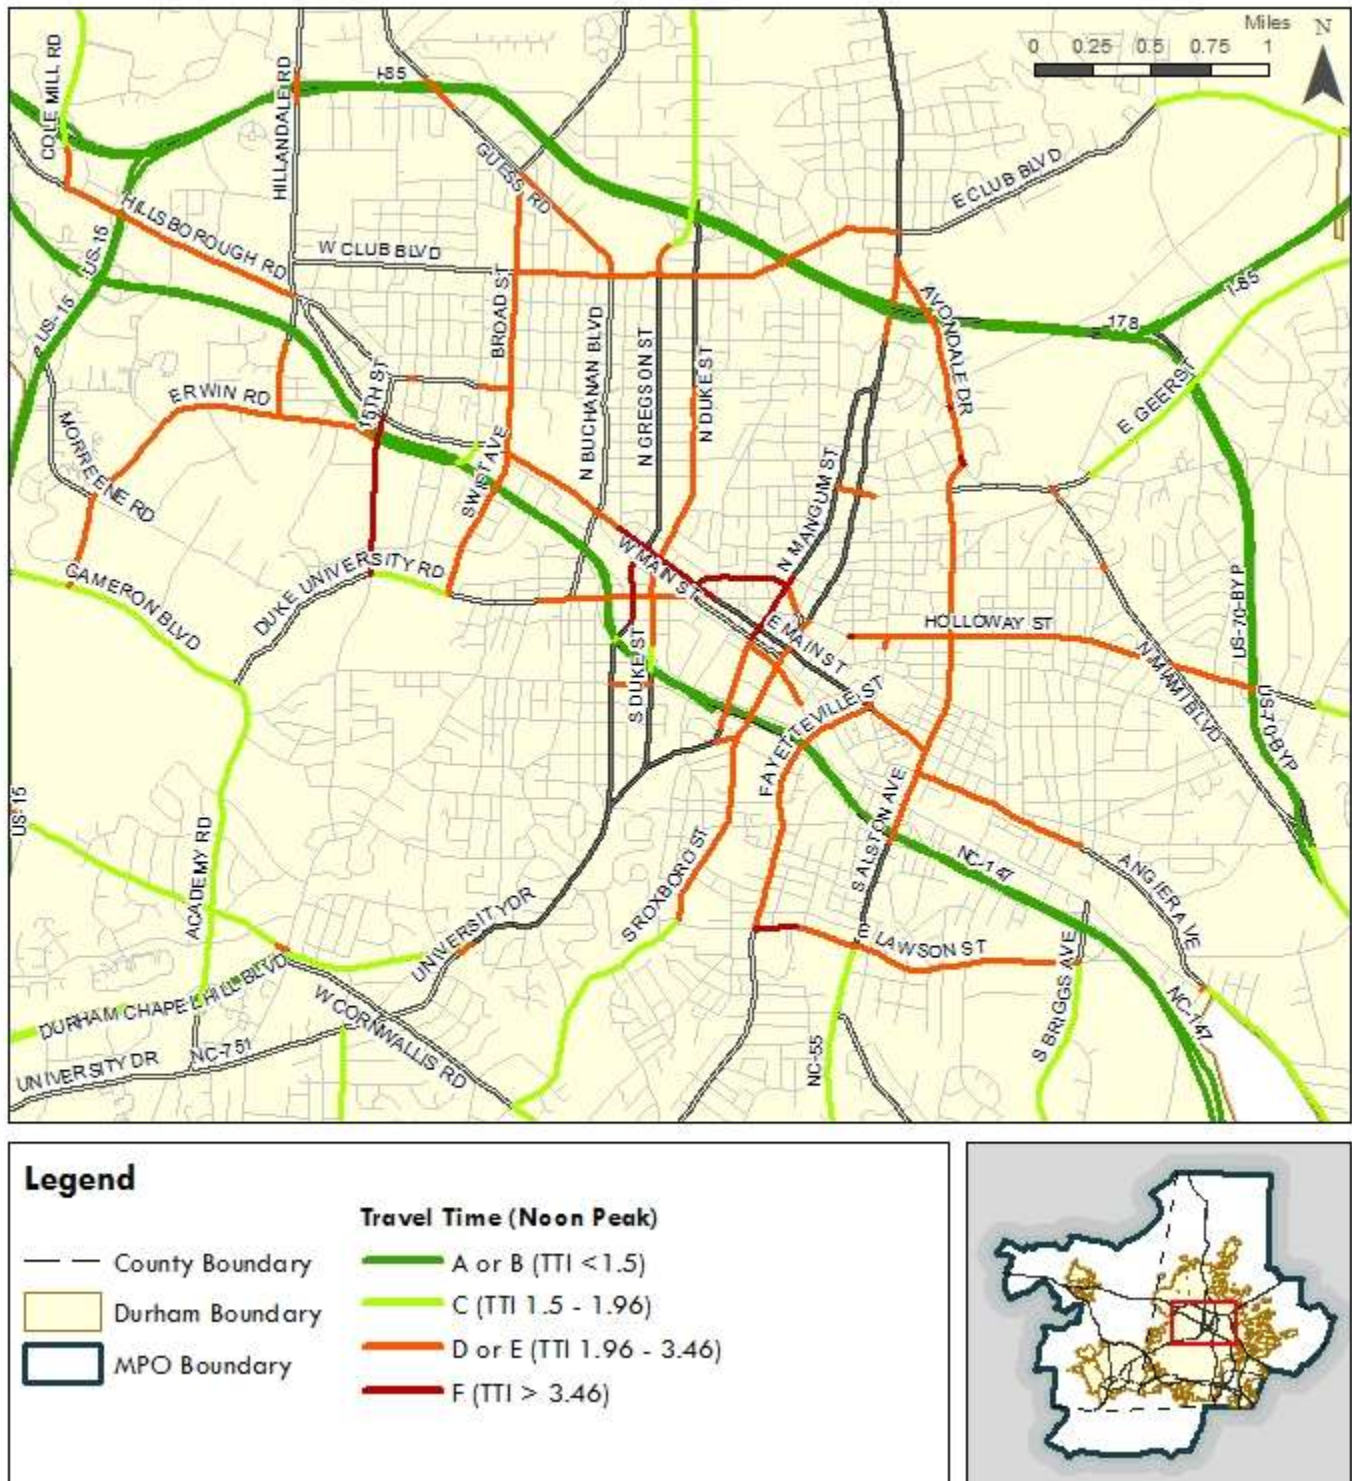 Miles
N
0 0.25 0.5 0.75 1
COLE MILL RD
HILLANDALE RD
I-85
GUESS RD
E CLUB BLVD
HILLSBOROUGH RD
US-15
W CLUB BLVD
US-15
BROAD ST
N BUCHANAN BLVD
N GREGSON ST
N DUKE ST
AVONDALE DR
178
I-85
E GEER ST
ERWIN RD
15TH ST
MORREENE RD
SWIFT AVE
N MANGUM ST
W MAIN ST
CAMERON BLVD
DUKE UNIVERSITY RD
E MAIN ST
HOLLOWAY ST
N MIAMI BLVD
US-70-BYP
US-70-BYP
S DUKE ST
FAYETTEVILLE ST
US-15
ACADEMY RD
S ROXBORO ST
S ALSTON AVE
NC-147
ANGIER AVE
UNIVERSITY DR
E LAWSON ST
S BRIGGS AVE
NC-147
DURHAM CHAPEL HILL BLVD
W CORNWALLIS RD
NC-55
UNIVERSITY DR
NC-751
Legend
Travel Time (Noon Peak)
County Boundary
Durham Boundary
MPO Boundary
A or B (TTI <1.5)
C (TTI 1.5 - 1.96)
D or E (TTI 1.96 - 3.46)
F (TTI > 3.46)